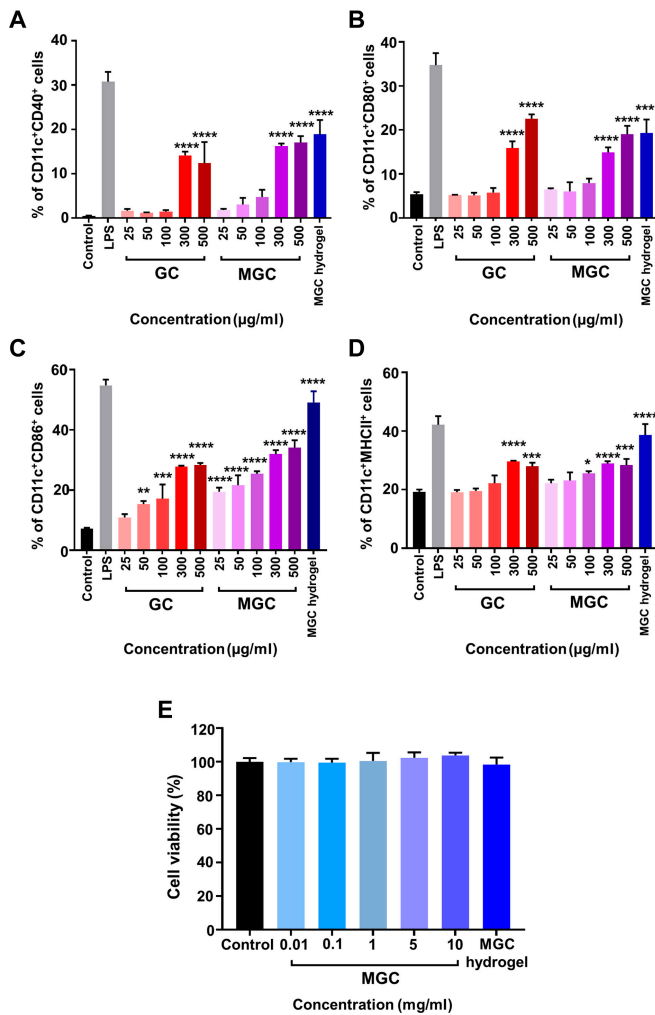 A
% of CD11c⁺CD40⁺ cells
40
30
20
10
0
****
****
****
****
****
Control
LPS
25
50
100
300
500
25
50
100
300
500
MGC hydrogel
GC
MGC
Concentration (µg/ml)
B
% of CD11c⁺CD80⁺ cells
40
30
20
10
0
****
****
****
****
***
Control
LPS
25
50
100
300
500
25
50
100
300
500
MGC hydrogel
GC
MGC
Concentration (µg/ml)
C
% of CD11c⁺CD86⁺ cells
60
40
20
0
**
***
****
****
****
****
****
****
****
****
Control
LPS
25
50
100
300
500
25
50
100
300
500
MGC hydrogel
GC
MGC
Concentration (µg/ml)
D
% of CD11c⁺MHCII⁺ cells
60
40
20
0
****
***
*
****
***
****
Control
LPS
25
50
100
300
500
25
50
100
300
500
MGC hydrogel
GC
MGC
Concentration (µg/ml)
E
Cell viability (%)
120
100
80
60
40
20
0
Control 0.01 0.1 1 5 10 MGC
hydrogel
MGC
Concentration (mg/ml)